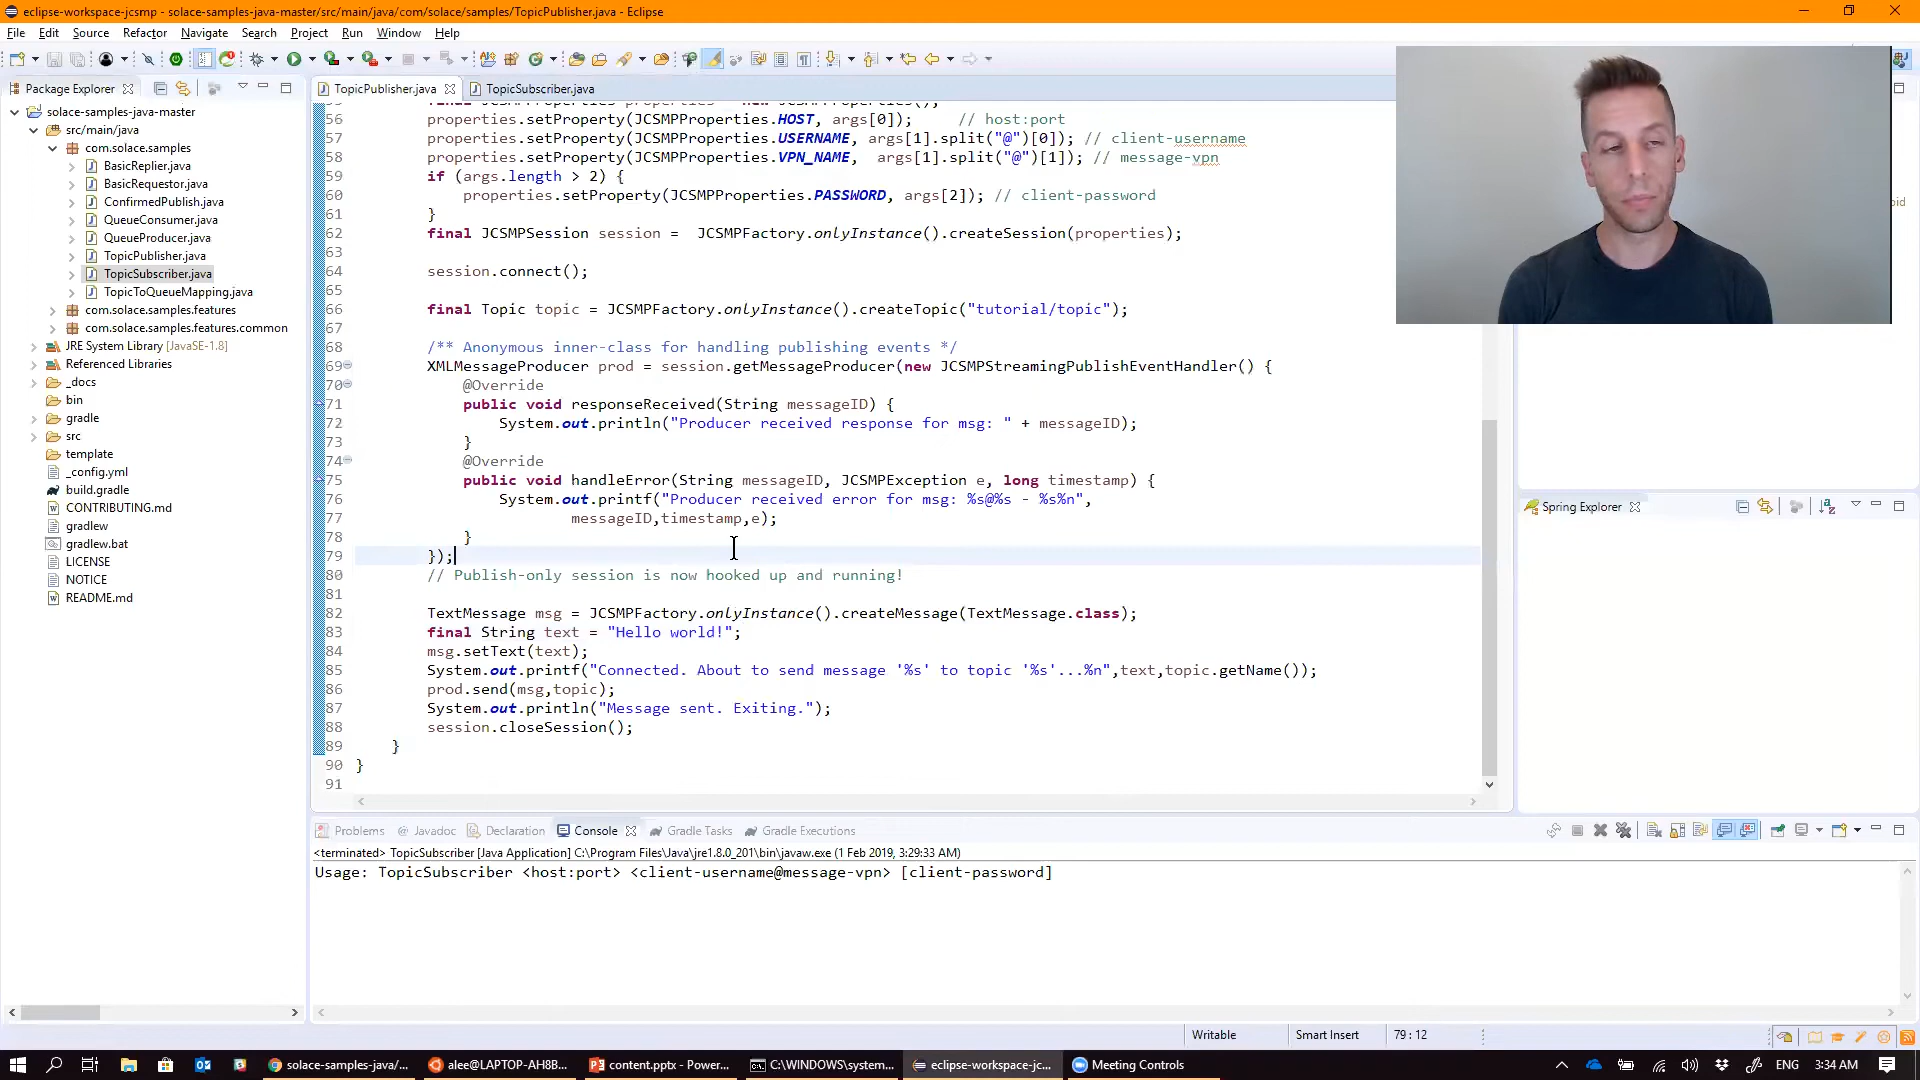 eclipse-workspace-jcsmp - solace-samples-java-master/src/main/java/com/solace/samples/TopicPublisher.java - Eclipse
File Edit Source Refactor Navigate Search Project Run Window Help
Package Explorer
solace-samples-java-master
src/main/java
com.solace.samples
BasicReplier.java
BasicRequestor.java
ConfirmedPublish.java
QueueConsumer.java
QueueProducer.java
TopicPublisher.java
TopicSubscriber.java
TopicToQueueMapping.java
com.solace.samples.features
com.solace.samples.features.common
JRE System Library [JavaSE-1.8]
Referenced Libraries
_docs
bin
gradle
src
template
_config.yml
build.gradle
CONTRIBUTING.md
gradlew
gradlew.bat
LICENSE
NOTICE
README.md
TopicPublisher.java TopicSubscriber.java
56 properties.setProperty(JCSMPProperties.HOST, args[0]); // host:port
57 properties.setProperty(JCSMPProperties.USERNAME, args[1].split("@")[0]); // client-username
58 properties.setProperty(JCSMPProperties.VPN_NAME, args[1].split("@")[1]); // message-vpn
59 if (args.length > 2) {
60 properties.setProperty(JCSMPProperties.PASSWORD, args[2]); // client-password
61 }
62 final JCSMPSession session = JCSMPFactory.onlyInstance().createSession(properties);
63
64 session.connect();
65
66 final Topic topic = JCSMPFactory.onlyInstance().createTopic("tutorial/topic");
67
68 /** Anonymous inner-class for handling publishing events */
69 XMLMessageProducer prod = session.getMessageProducer(new JCSMPStreamingPublishEventHandler() {
70 @Override
71 public void responseReceived(String messageID) {
72 System.out.println("Producer received response for msg: " + messageID);
73 }
74 @Override
75 public void handleError(String messageID, JCSMPException e, long timestamp) {
76 System.out.printf("Producer received error for msg: %s@%s - %s%n",
77 messageID,timestamp,e);
78 }
79 });
80 // Publish-only session is now hooked up and running!
81
82 TextMessage msg = JCSMPFactory.onlyInstance().createMessage(TextMessage.class);
83 final String text = "Hello world!";
84 msg.setText(text);
85 System.out.printf("Connected. About to send message '%s' to topic '%s'...%n",text,topic.getName());
86 prod.send(msg,topic);
87 System.out.println("Message sent. Exiting.");
88 session.closeSession();
89 }
90 }
91
Spring Explorer
Problems Javadoc Declaration Console Gradle Tasks Gradle Executions
<terminated> TopicSubscriber [Java Application] C:\Program Files\Java\jre1.8.0_201\bin\javaw.exe (1 Feb 2019, 3:29:33 AM)
Usage: TopicSubscriber <host:port> <client-username@message-vpn> [client-password]
Writable Smart Insert 79 : 12
solace-samples-java/... alee@LAPTOP-AH8B... content.pptx - Power... C:\WINDOWS\system... eclipse-workspace-jc... Meeting Controls ENG 3:34 AM